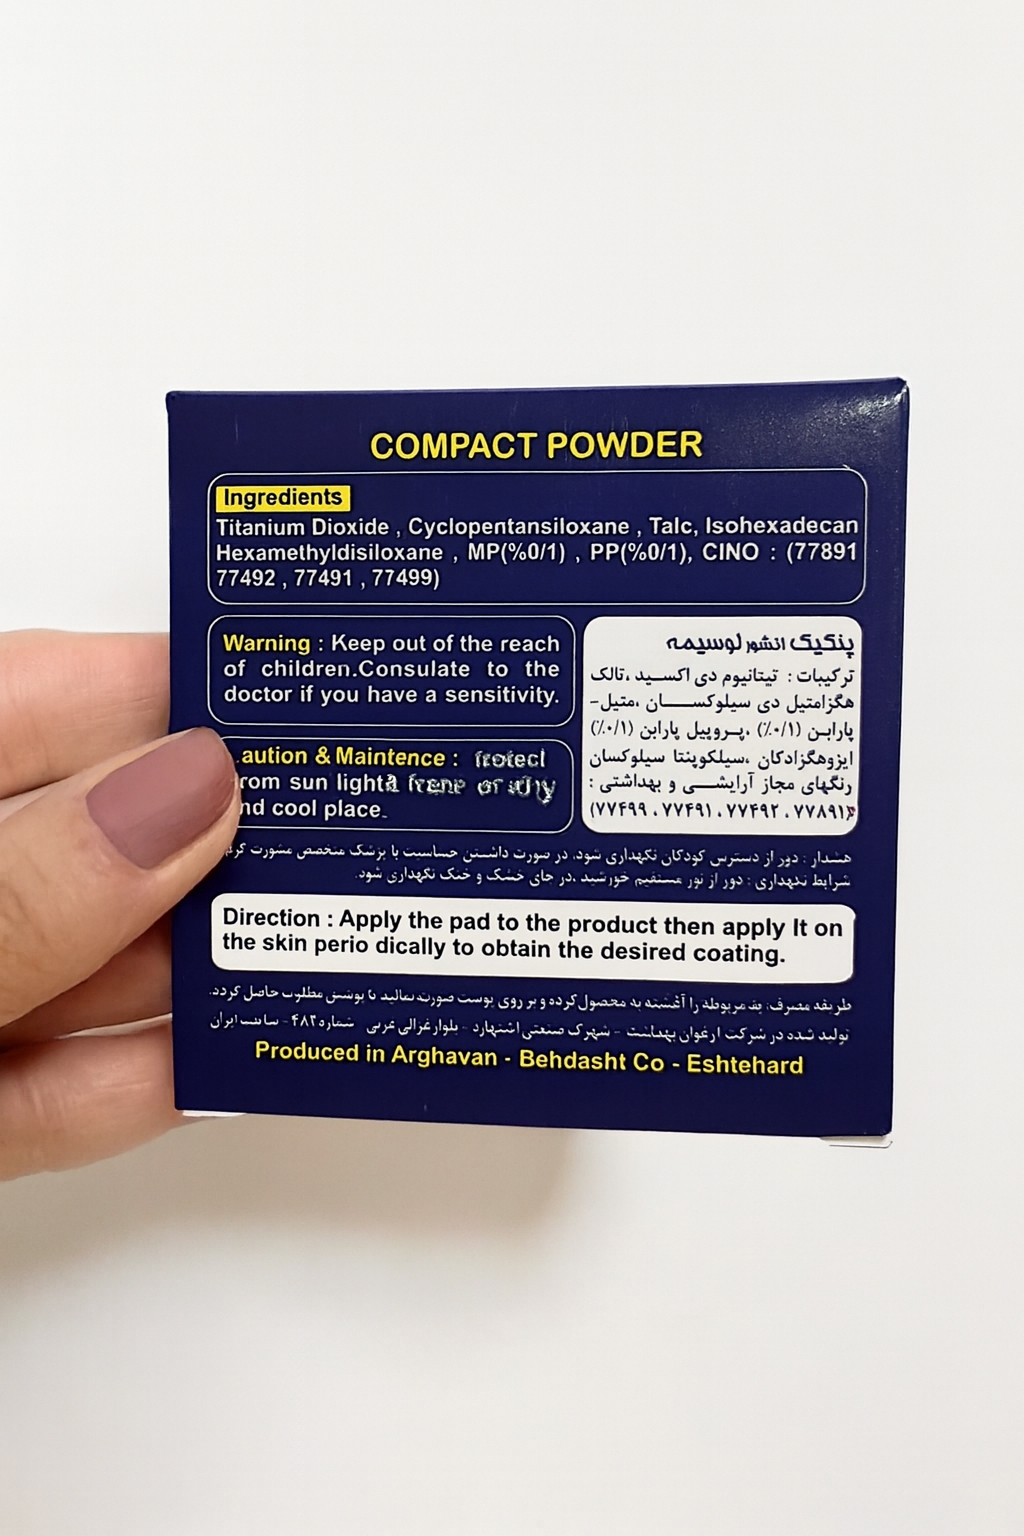 COMPACT POWDER
Ingredients
Titanium Dioxide , Cyclopentansiloxane , Talc, Isohexadecan
Hexamethyldisiloxane , MP(%0/1) , PP(%0/1), CINO : (77891
77492 , 77491 , 77499)
Warning : Keep out of the reach
of children.Consulate to the
doctor if you have a sensitivity.
aution & Maintence :
rom sun light
nd cool place.
پنکیک انشور لوسیمه
ترکیبات : تیتانیوم دی اکسید ،تالک
هگزامتیل دی سیلوکسان ،متیل-
پارابن (٪۰/۱) ،پروپیل پارابن (٪۰/۱)
ایزوهگزادکان ،سیلکوپنتا سیلوکسان
رنگهای مجاز آرایشی و بهداشتی :
۷۷۸۹۱ ، ۷۷۴۹۲ ، ۷۷۴۹۱ ، ۷۷۴۹۹)
هشدار : دور از دسترس کودکان نگهداری شود، در صورت داشتن حساسیت با پزشک متخصص مشورت
شرایط نگهداری : دور از نور مستقیم خورشید ،در جای خشک و خنک نگهداری شود.
Direction : Apply the pad to the product then apply It on
the skin perio dically to obtain the desired coating.
طریقه مصرف: پد مربوطه را آغشته به محصول کرده و بر روی پوست صورت بمالید تا پوشش مطلوب حاصل گردد.
تولید شده در شرکت ارغوان بهداشت - شهرک صنعتی اشتهارد - بلوار غزالی غربی شماره ۴۸۲ - ساخت ایران
Produced in Arghavan - Behdasht Co - Eshtehard